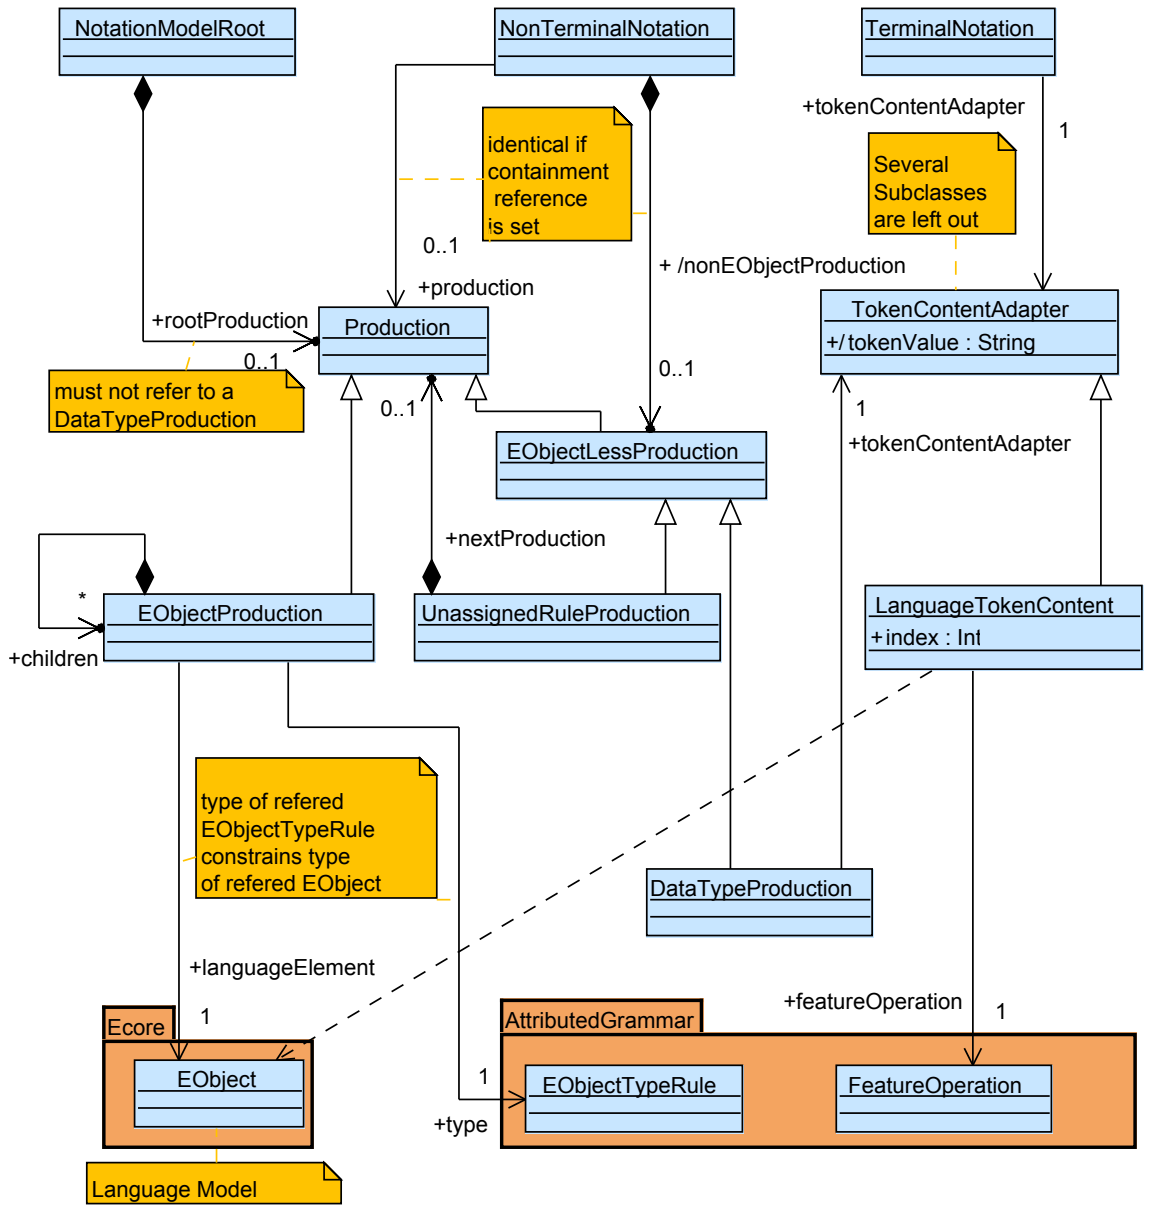 NotationModelRoot
NonTerminalNotation
TerminalNotation
+tokenContentAdapter
1
identical if
containment
reference
is set
Several
Subclasses
are left out
0..1
+production
+ /nonEObjectProduction
+rootProduction
0..1
Production
TokenContentAdapter
+/ tokenValue : String
must not refer to a
DataTypeProduction
0..1
0..1
1
+tokenContentAdapter
EObjectLessProduction
+nextProduction
*
+children
EObjectProduction
UnassignedRuleProduction
LanguageTokenContent
+index : Int
type of refered
EObjectTypeRule
constrains type
of refered EObject
DataTypeProduction
+languageElement
1
+featureOperation
1
Ecore
EObject
AttributedGrammar
1
+type
EObjectTypeRule
FeatureOperation
Language Model